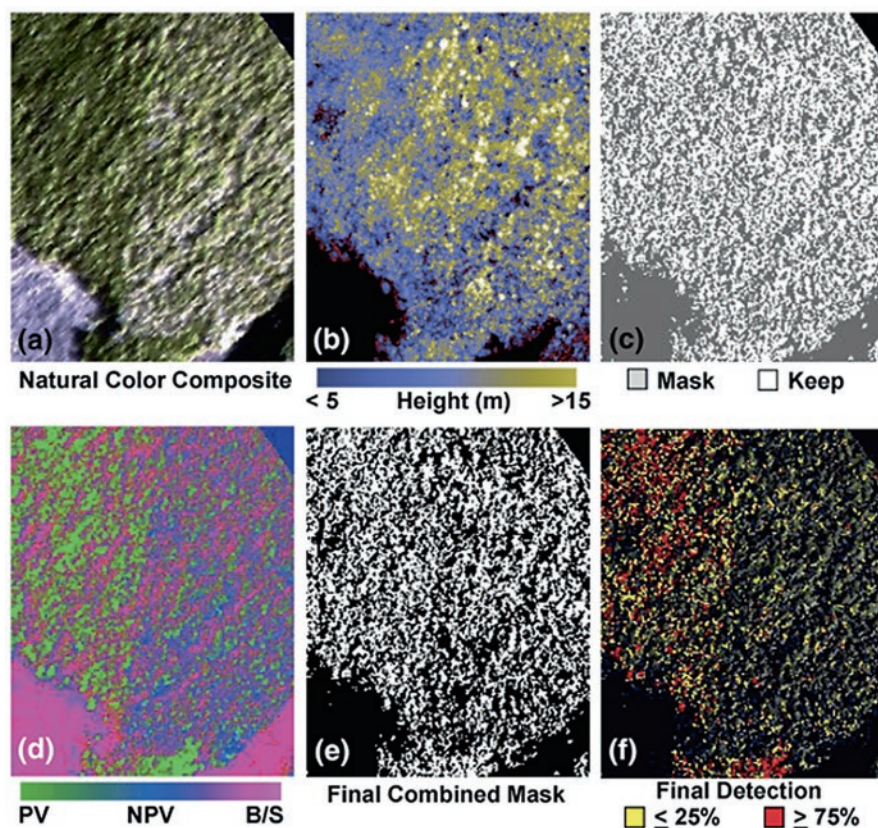 (a)
(b)
(c)
Natural Color Composite
< 5 Height (m) >15
Mask Keep
(d)
(e)
(f)
PV NPV B/S
Final Combined Mask
Final Detection
≤ 25% ≥ 75%